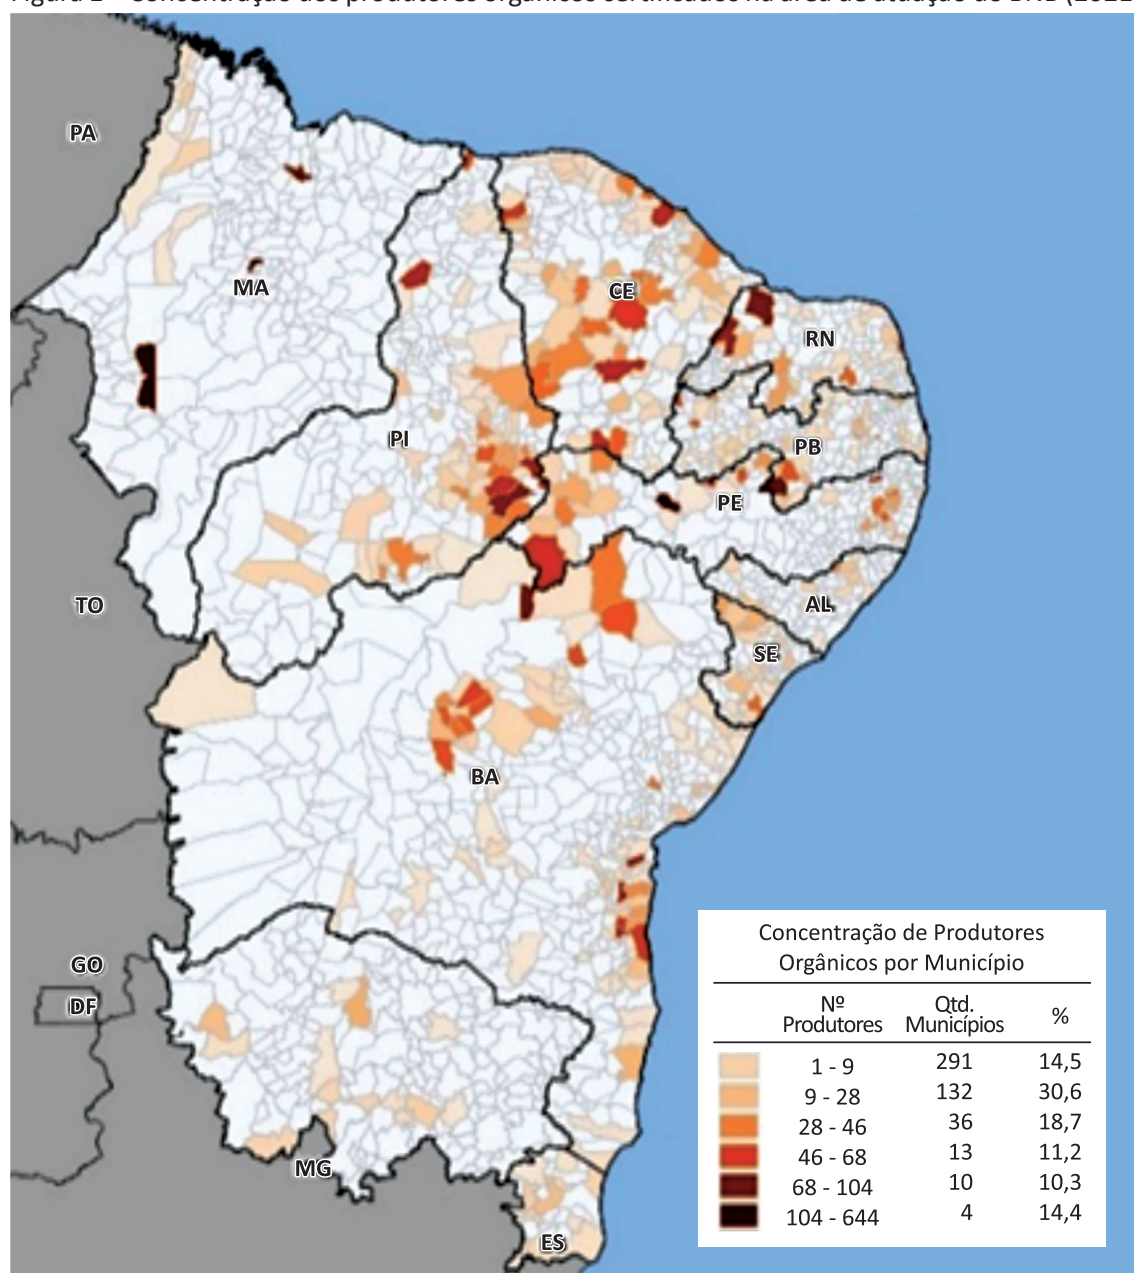 PA
MA
CE
RN
PI
PB
PE
TO
AL
SE
BA
GO
DF
MG
ES
Concentração de Produtores
Orgânicos por Município
Nº Produtores Qtd. Municípios %
1 - 9 291 14,5
9 - 28 132 30,6
28 - 46 36 18,7
46 - 68 13 11,2
68 - 104 10 10,3
104 - 644 4 14,4